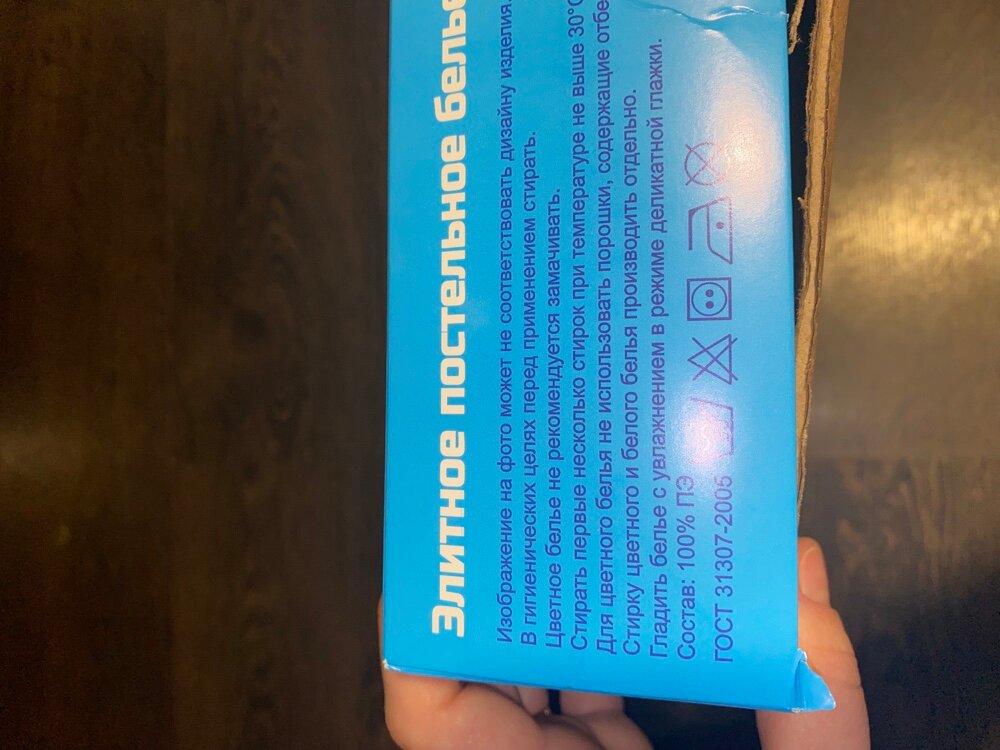 Элитное постельное белье
Изображение на фото может не соответствовать дизайну изделия.
В гигиенических целях перед применением стирать.
Цветное белье не рекомендуется замачивать.
Стирать первые несколько стирок при температуре не выше 30°C
Для цветного белья не использовать порошки, содержащие отбе
Стирку цветного и белого белья производить отдельно.
Гладить белье с увлажнением в режиме деликатной глажки.
Состав: 100% ПЭ
ГОСТ 31307-2005